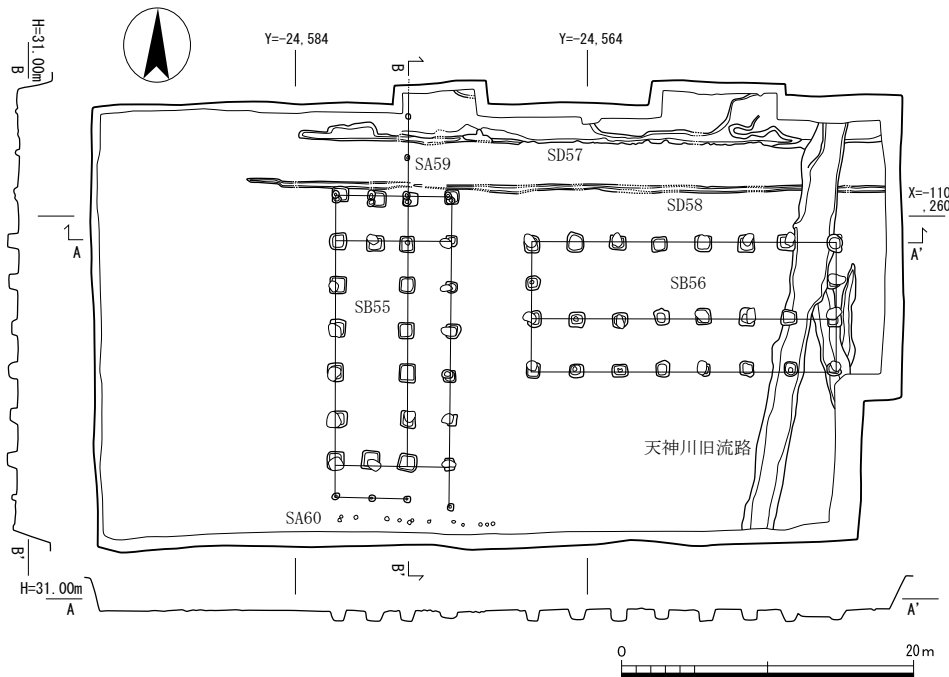 H=31.00m
B
Y=-24,584
Y=-24,564
B
SD57
SA59
X=-110
,260
SD58
A
A'
SB55
SB56
天神川旧流路
SA60
B'
B'
H=31.00m
A
A'
0
20m